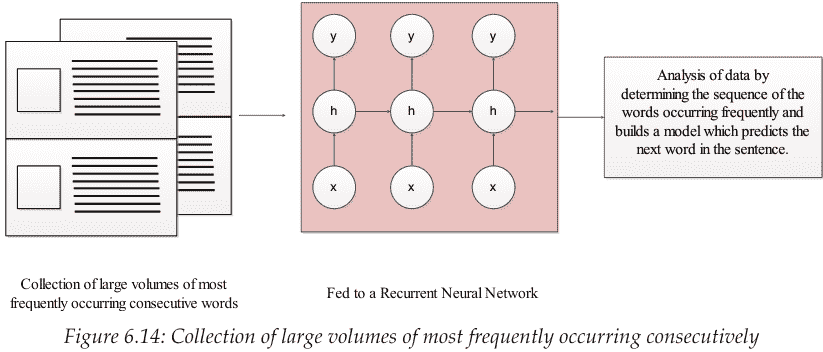 y y y
h h h
x x x
Analysis of data by
determining the sequence of the
words occurring frequently and
builds a model which predicts the
next word in the sentence.
Collection of large volumes of most
frequently occurring consecutive words
Fed to a Recurrent Neural Network
Figure 6.14: Collection of large volumes of most frequently occurring consecutively